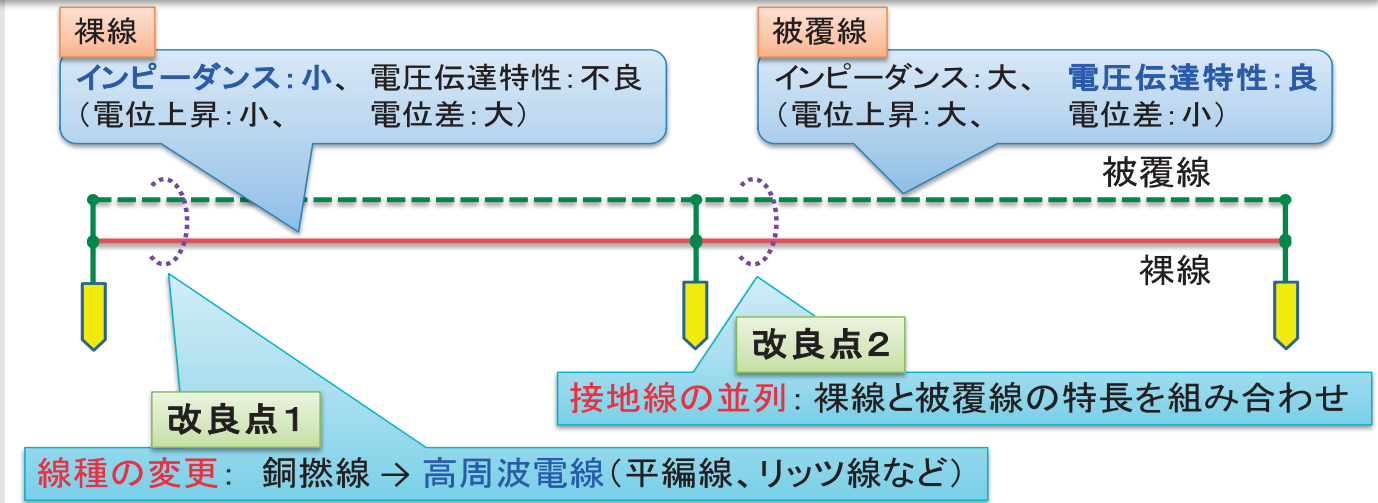 裸線
インピーダンス：小、 電圧伝達特性：不良
（電位上昇：小、 電位差：大）
被覆線
インピーダンス：大、 電圧伝達特性：良
（電位上昇：大、 電位差：小）
被覆線
裸線
改良点２
接地線の並列：裸線と被覆線の特長を組み合わせ
改良点１
線種の変更： 銅撚線 → 高周波電線（平編線、リッツ線など）